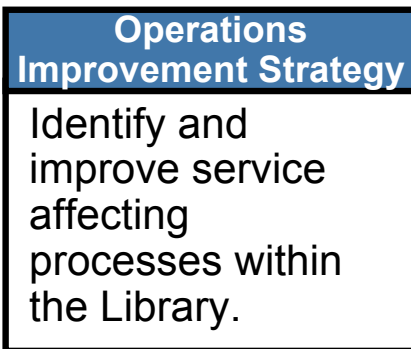 Operations
Improvement Strategy
Identify and
improve service
affecting
processes within
the Library.